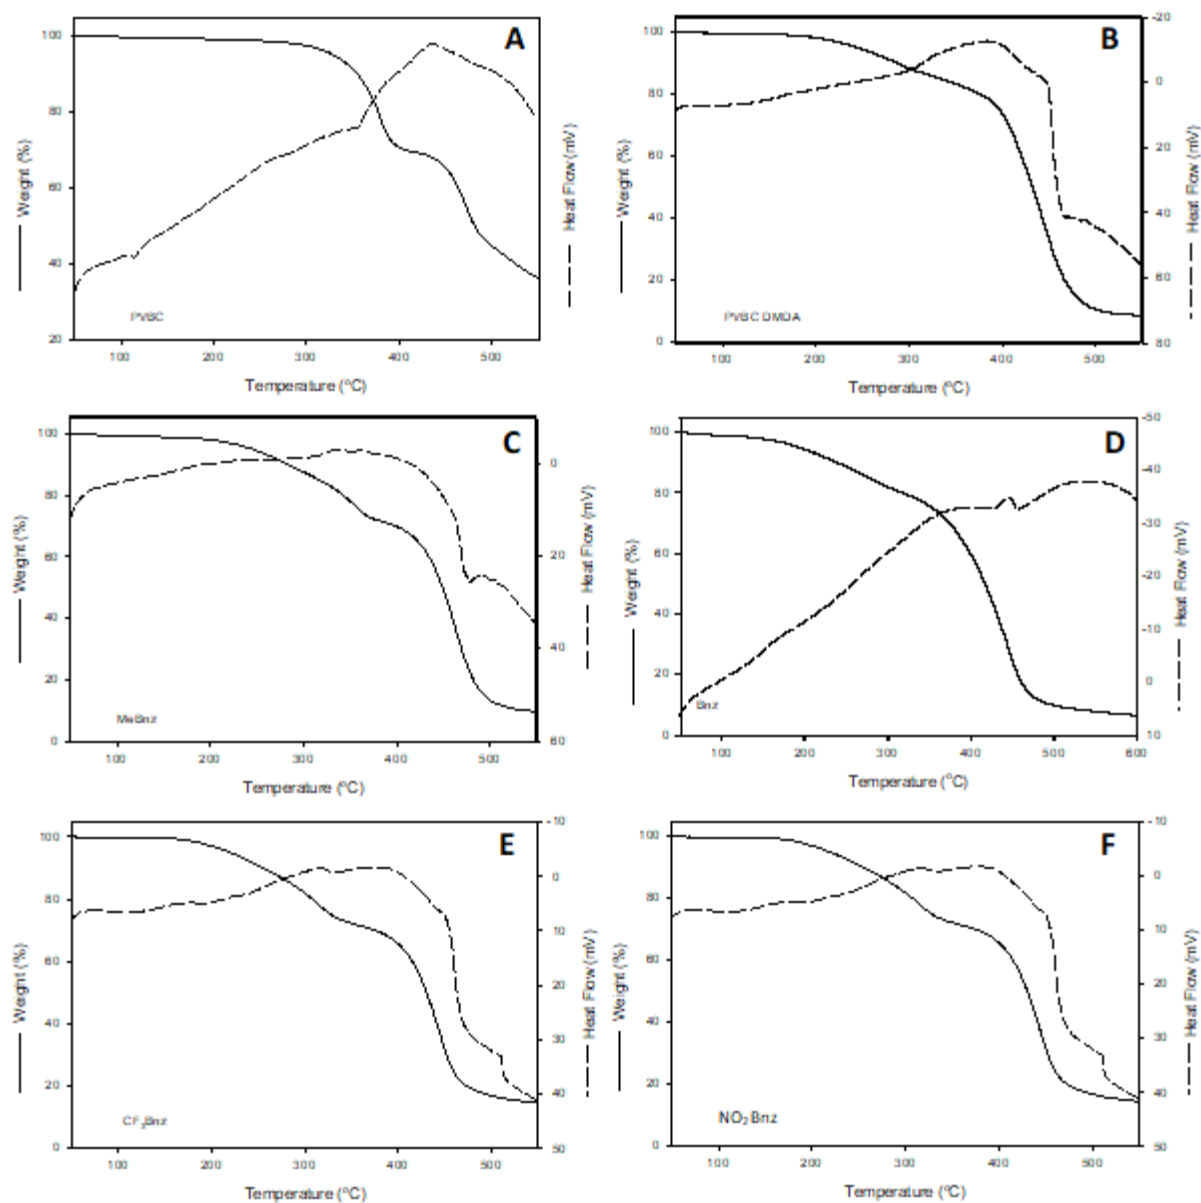 A
100
80
60
40
20
Weight (%)
Heat Flow (mV)
PVBC
100 200 300 400 500
Temperature (°C)
B
100
80
60
40
20
0
Weight (%)
-20
0
20
40
60
80
Heat Flow (mV)
PVBC DMDA
100 200 300 400 500
Temperature (°C)
C
100
80
60
40
20
0
Weight (%)
0
20
40
60
Heat Flow (mV)
MeBnz
100 200 300 400 500
Temperature (°C)
D
100
80
60
40
20
0
Weight (%)
-50
-40
-30
-20
-10
0
10
Heat Flow (mV)
Bnz
100 200 300 400 500 600
Temperature (°C)
E
100
80
60
40
20
0
Weight (%)
-10
0
10
20
30
40
50
Heat Flow (mV)
CF3Bnz
100 200 300 400 500
Temperature (°C)
F
100
80
60
40
20
0
Weight (%)
-10
0
10
20
30
40
50
Heat Flow (mV)
NO2Bnz
100 200 300 400 500
Temperature (°C)